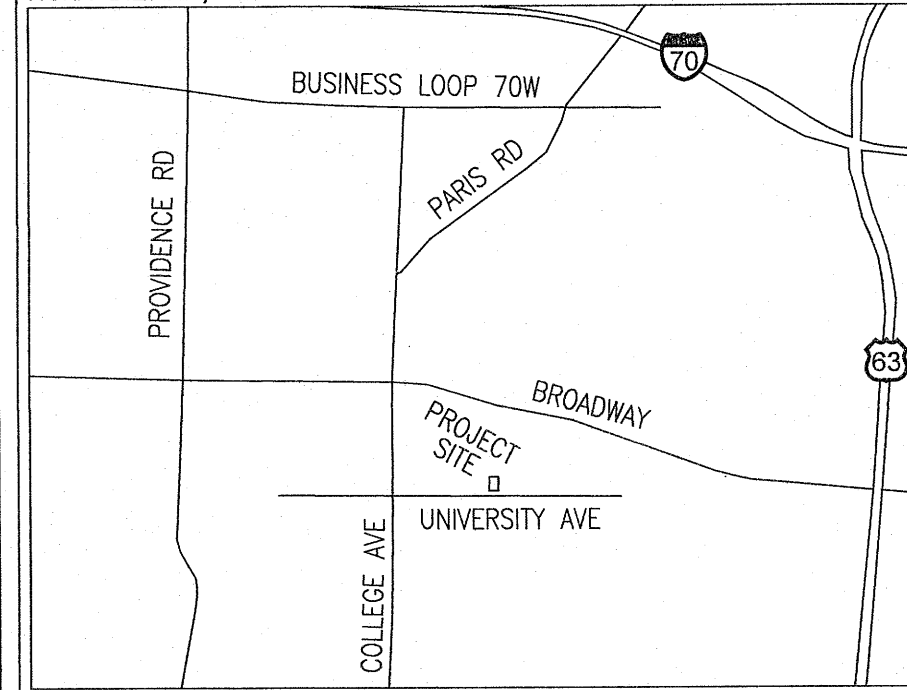 70
BUSINESS LOOP 70W
PROVIDENCE RD
PARIS RD
63
BROADWAY
PROJECT
SITE
UNIVERSITY AVE
COLLEGE AVE